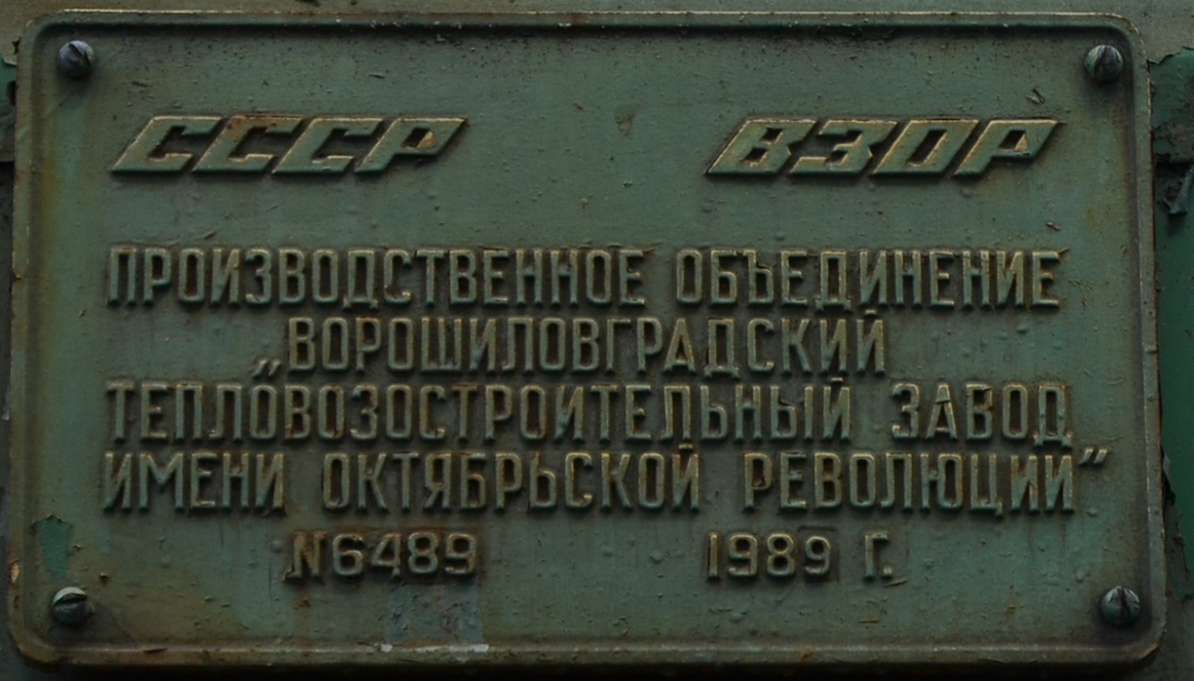 СССР ВЗОР
ПРОИЗВОДСТВЕННОЕ ОБЪЕДИНЕНИЕ
„ВОРОШИЛОВГРАДСКИЙ
ТЕПЛОВОЗОСТРОИТЕЛЬНЫЙ ЗАВОД
ИМЕНИ ОКТЯБРЬСКОЙ РЕВОЛЮЦИИ”
N6489 1989 Г.